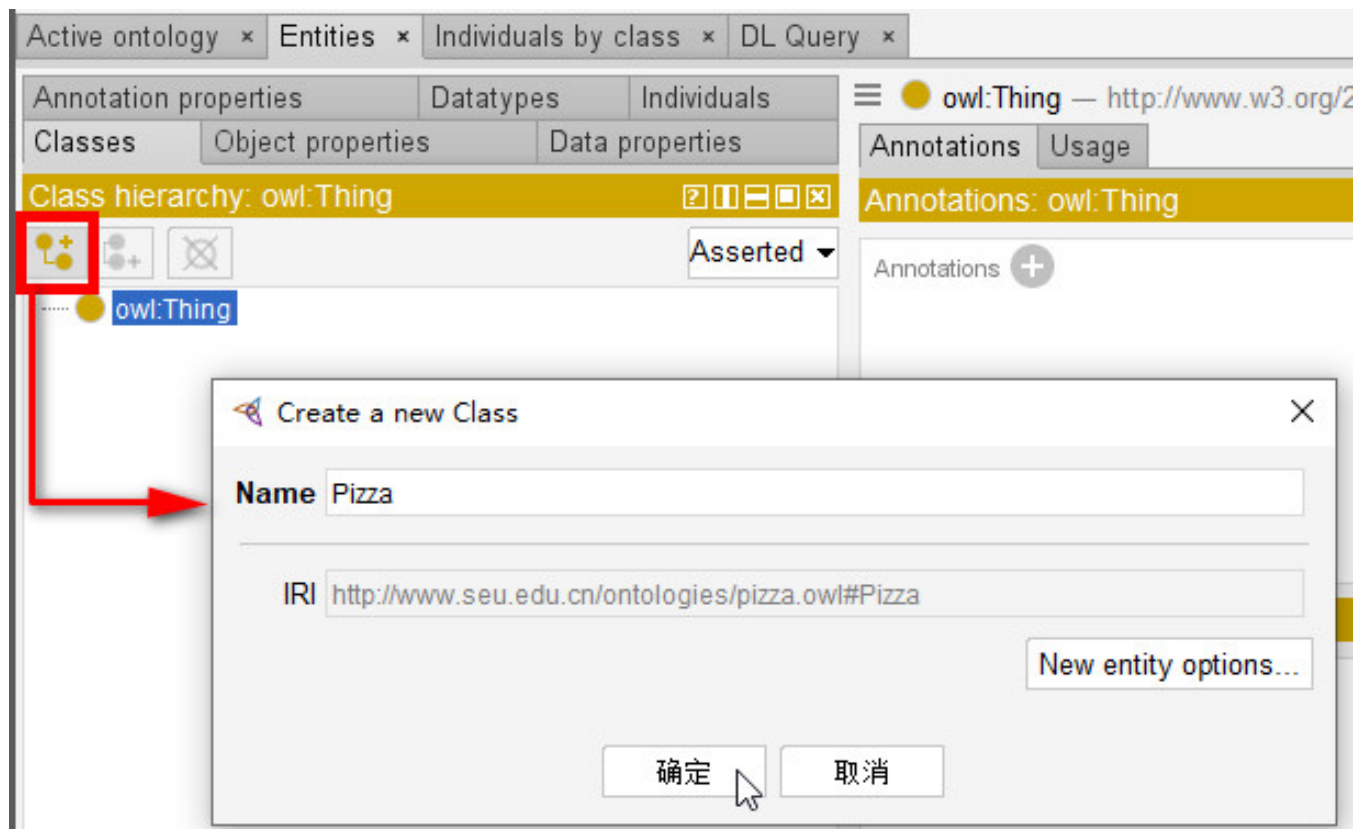 Active ontology × Entities × Individuals by class × DL Query ×
Annotation properties Datatypes Individuals
Classes Object properties Data properties
Class hierarchy: owl:Thing
Asserted
owl:Thing
owl:Thing — http://www.w3.org/2
Annotations Usage
Annotations: owl:Thing
Annotations
Create a new Class
Name Pizza
IRI http://www.seu.edu.cn/ontologies/pizza.owl#Pizza
New entity options...
确定 取消